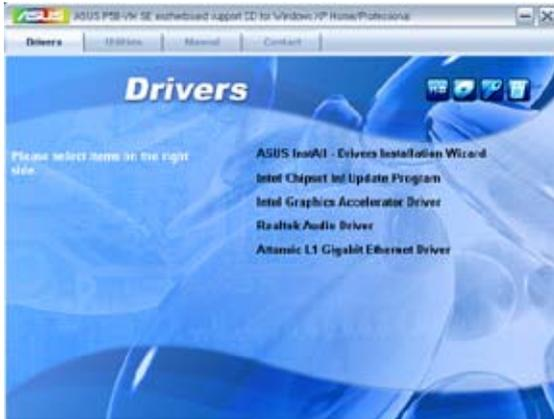 ASUS P5B-VM SE motherboard support CD for Windows XP Home/Professional
Drivers
Utilities
Manual
Contact
Drivers
Please select items on the right
side.
ASUS InstAll - Drivers Installation Wizard
Intel Chipset Inf Update Program
Intel Graphics Accelerator Driver
Realtek Audio Driver
Attansic L1 Gigabit Ethernet Driver